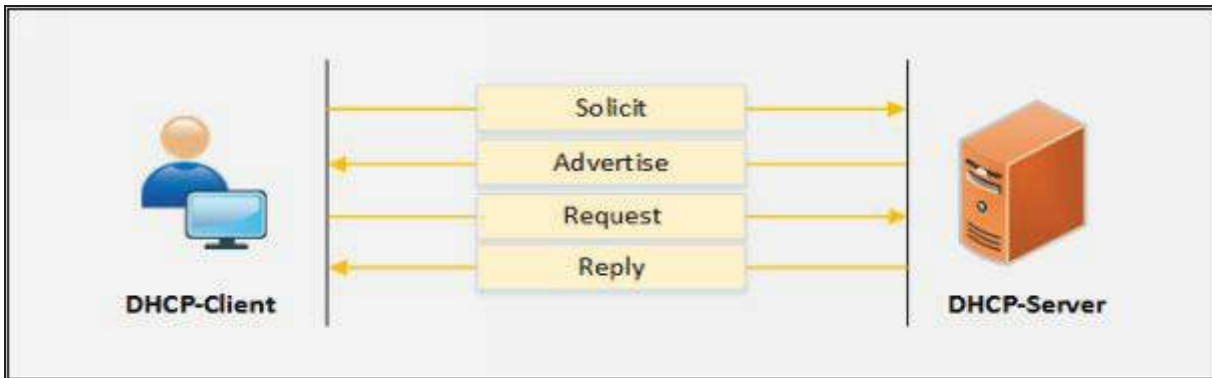 Solicit
Advertise
Request
Reply
DHCP-Client
DHCP-Server